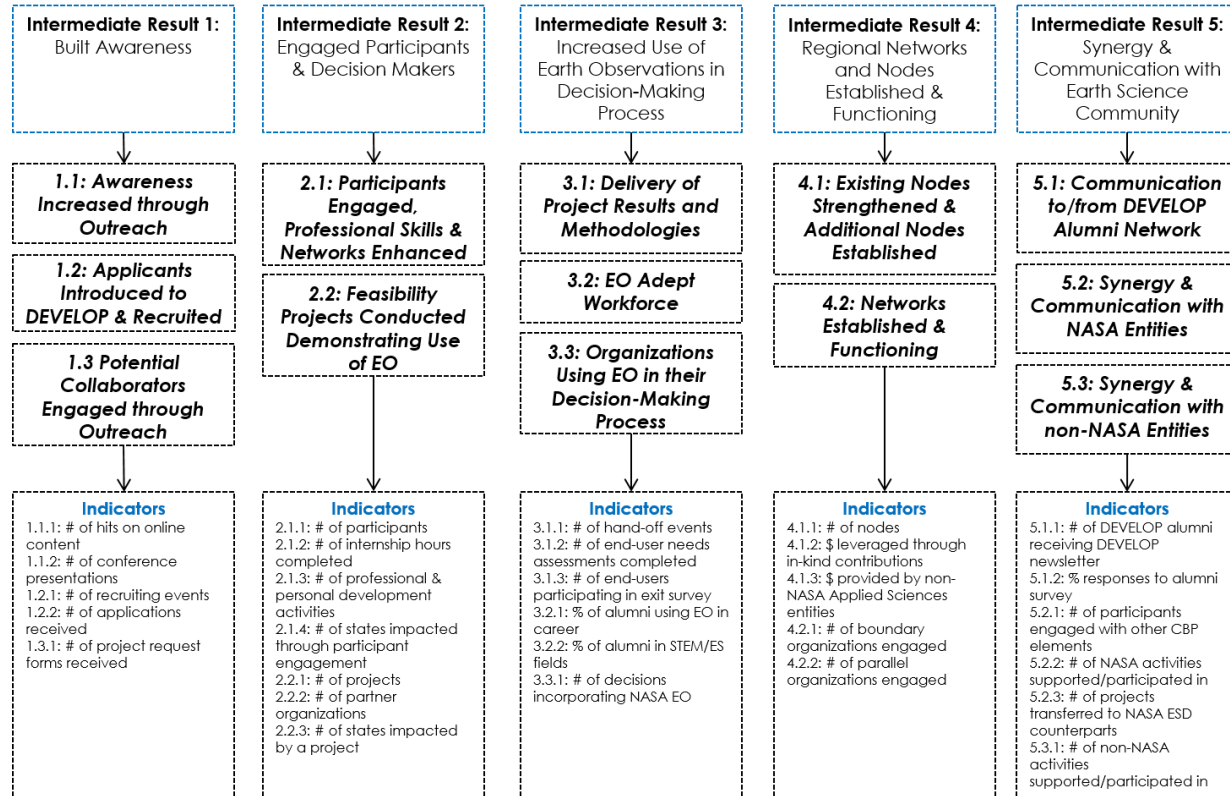 Intermediate Result 1:
Built Awareness
Intermediate Result 2:
Engaged Participants
& Decision Makers
Intermediate Result 3:
Increased Use of
Earth Observations in
Decision-Making
Process
Intermediate Result 4:
Regional Networks
and Nodes
Established &
Functioning
Intermediate Result 5:
Synergy &
Communication with
Earth Science
Community
1.1: Awareness
Increased through
Outreach
1.2: Applicants
Introduced to
DEVELOP & Recruited
1.3 Potential
Collaborators
Engaged through
Outreach
2.1: Participants
Engaged,
Professional Skills &
Networks Enhanced
2.2: Feasibility
Projects Conducted
Demonstrating Use
of EO
3.1: Delivery of
Project Results and
Methodologies
3.2: EO Adept
Workforce
3.3: Organizations
Using EO in their
Decision-Making
Process
4.1: Existing Nodes
Strengthened &
Additional Nodes
Established
4.2: Networks
Established &
Functioning
5.1: Communication
to/from DEVELOP
Alumni Network
5.2: Synergy &
Communication with
NASA Entities
5.3: Synergy &
Communication with
non-NASA Entities
Indicators
1.1.1: # of hits on online
content
1.1.2: # of conference
presentations
1.2.1: # of recruiting events
1.2.2: # of applications
received
1.3.1: # of project request
forms received
Indicators
2.1.1: # of participants
2.1.2: # of internship hours
completed
2.1.3: # of professional &
personal development
activities
2.1.4: # of states impacted
through participant
engagement
2.2.1: # of projects
2.2.2: # of partner
organizations
2.2.3: # of states impacted
by a project
Indicators
3.1.1: # of hand-off events
3.1.2: # of end-user needs
assessments completed
3.1.3: # of end-users
participating in exit survey
3.2.1: % of alumni using EO in
career
3.2.2: % of alumni in STEM/ES
fields
3.3.1: # of decisions
incorporating NASA EO
Indicators
4.1.1: # of nodes
4.1.2: $ leveraged through
in-kind contributions
4.1.3: $ provided by non-
NASA Applied Sciences
entities
4.2.1: # of boundary
organizations engaged
4.2.2: # of parallel
organizations engaged
Indicators
5.1.1: # of DEVELOP alumni
receiving DEVELOP
newsletter
5.1.2: % responses to alumni
survey
5.2.1: # of participants
engaged with other CBP
elements
5.2.2: # of NASA activities
supported/participated in
5.2.3: # of projects
transferred to NASA ESD
counterparts
5.3.1: # of non-NASA
activities
supported/participated in